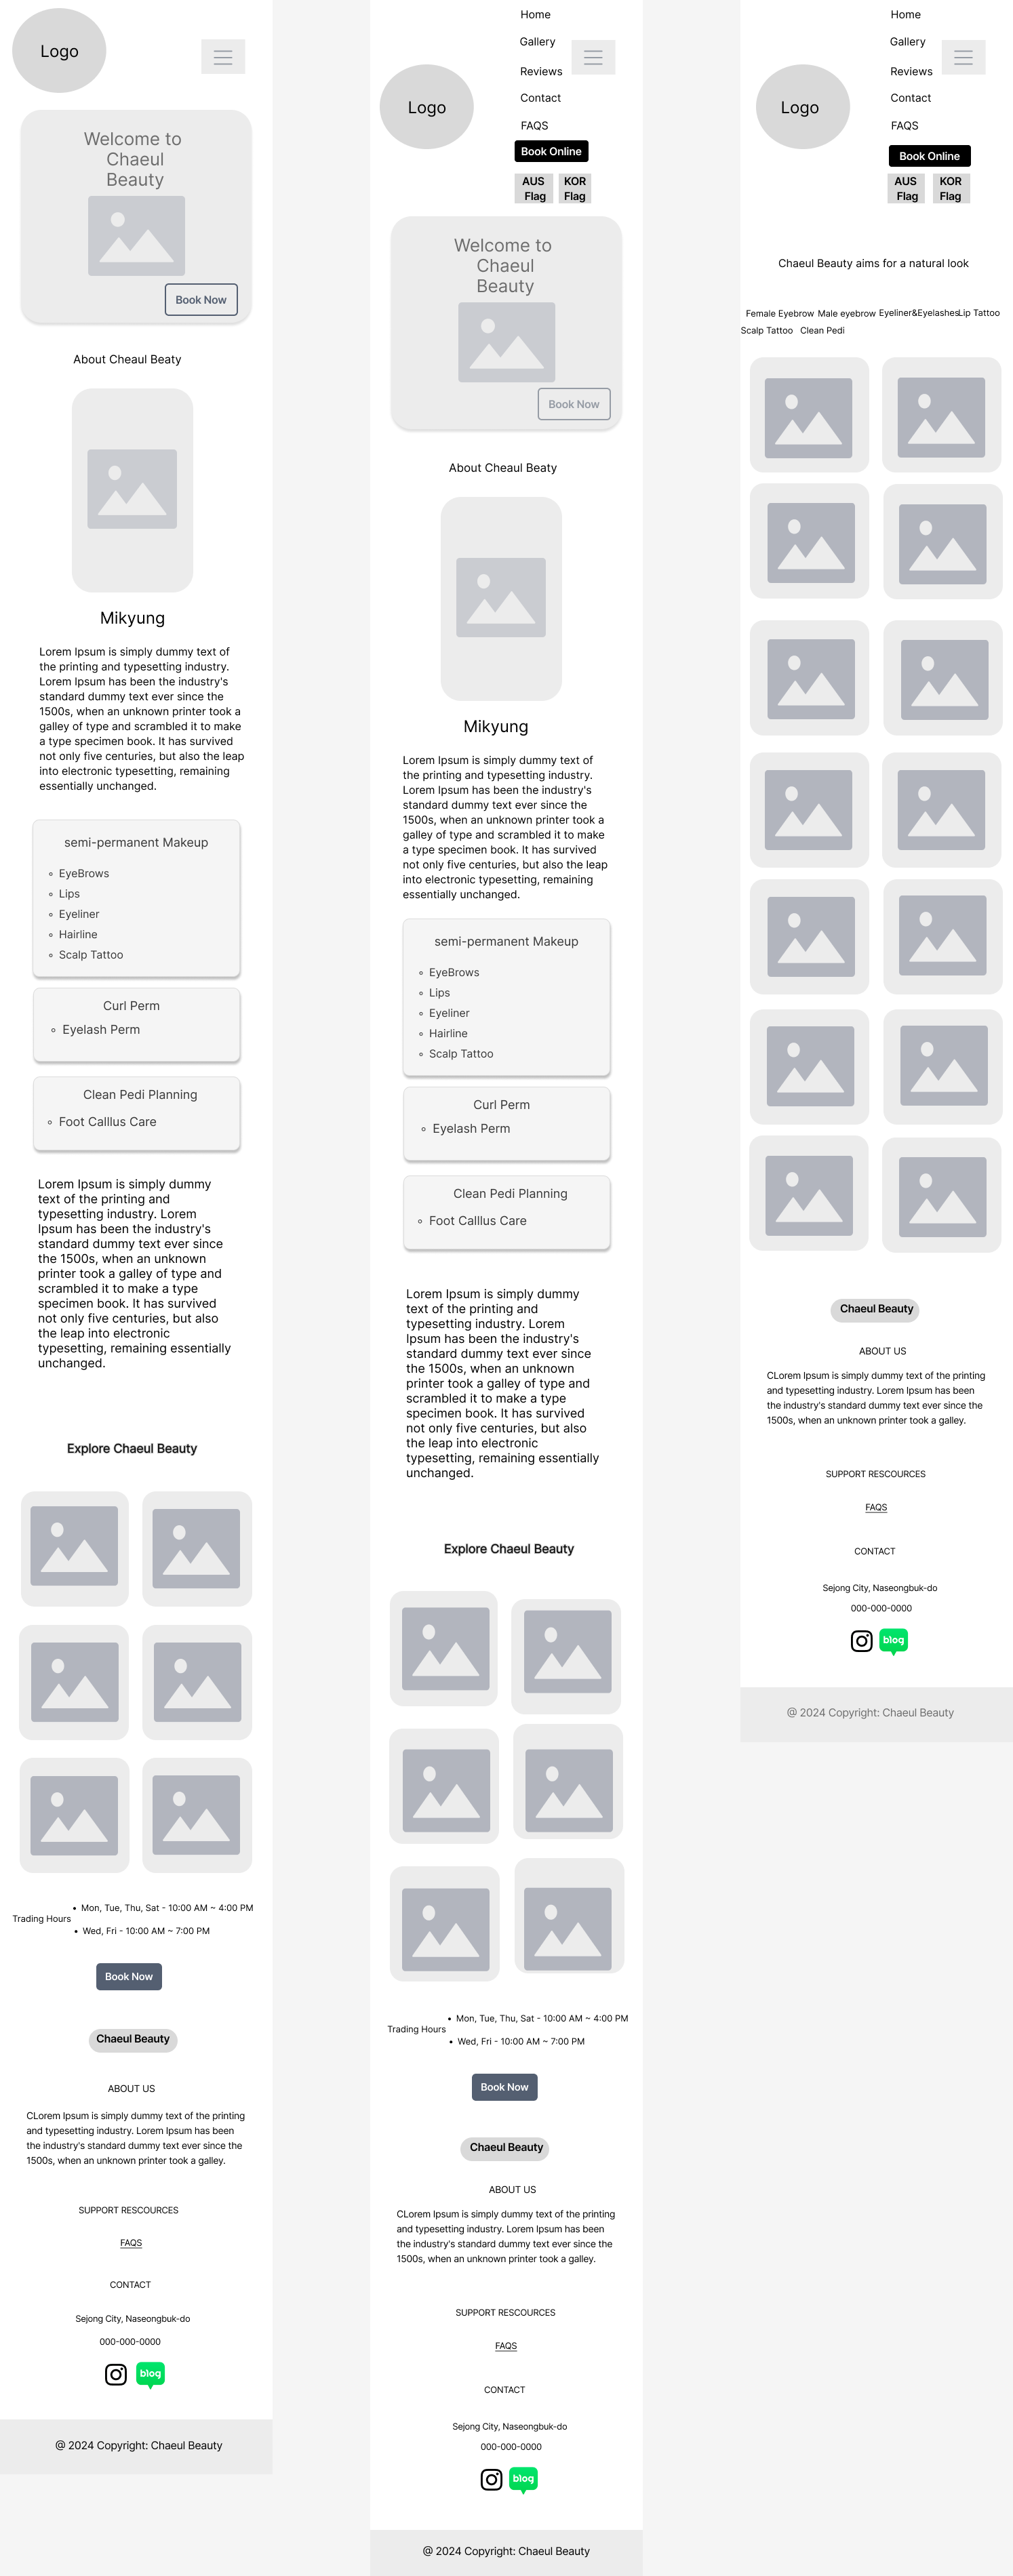 Logo
Welcome to
Chaeul
Beauty
Book Now
About Cheaul Beaty
Mikyung
Lorem Ipsum is simply dummy text of
the printing and typesetting industry.
Lorem Ipsum has been the industry's
standard dummy text ever since the
1500s, when an unknown printer took a
galley of type and scrambled it to make
a type specimen book. It has survived
not only five centuries, but also the leap
into electronic typesetting, remaining
essentially unchanged.
semi-permanent Makeup
EyeBrows
Lips
Eyeliner
Hairline
Scalp Tattoo
Curl Perm
Eyelash Perm
Clean Pedi Planning
Foot Calllus Care
Lorem Ipsum is simply dummy
text of the printing and
typesetting industry. Lorem
Ipsum has been the industry's
standard dummy text ever since
the 1500s, when an unknown
printer took a galley of type and
scrambled it to make a type
specimen book. It has survived
not only five centuries, but also
the leap into electronic
typesetting, remaining essentially
unchanged.
Explore Chaeul Beauty
Trading Hours
• Mon, Tue, Thu, Sat - 10:00 AM ~ 4:00 PM
• Wed, Fri - 10:00 AM ~ 7:00 PM
Book Now
Chaeul Beauty
ABOUT US
CLorem Ipsum is simply dummy text of the printing
and typesetting industry. Lorem Ipsum has been
the industry's standard dummy text ever since the
1500s, when an unknown printer took a galley.
SUPPORT RESCOURCES
FAQS
CONTACT
Sejong City, Naseongbuk-do
000-000-0000
blog
@ 2024 Copyright: Chaeul Beauty
Home
Gallery
Reviews
Contact
FAQS
Logo
Book Online
AUS Flag
KOR Flag
Welcome to
Chaeul
Beauty
Book Now
About Cheaul Beaty
Mikyung
Lorem Ipsum is simply dummy text of
the printing and typesetting industry.
Lorem Ipsum has been the industry's
standard dummy text ever since the
1500s, when an unknown printer took a
galley of type and scrambled it to make
a type specimen book. It has survived
not only five centuries, but also the leap
into electronic typesetting, remaining
essentially unchanged.
semi-permanent Makeup
EyeBrows
Lips
Eyeliner
Hairline
Scalp Tattoo
Curl Perm
Eyelash Perm
Clean Pedi Planning
Foot Calllus Care
Lorem Ipsum is simply dummy
text of the printing and
typesetting industry. Lorem
Ipsum has been the industry's
standard dummy text ever since
the 1500s, when an unknown
printer took a galley of type and
scrambled it to make a type
specimen book. It has survived
not only five centuries, but also
the leap into electronic
typesetting, remaining essentially
unchanged.
Explore Chaeul Beauty
Trading Hours
• Mon, Tue, Thu, Sat - 10:00 AM ~ 4:00 PM
• Wed, Fri - 10:00 AM ~ 7:00 PM
Book Now
Chaeul Beauty
ABOUT US
CLorem Ipsum is simply dummy text of the printing
and typesetting industry. Lorem Ipsum has been
the industry's standard dummy text ever since the
1500s, when an unknown printer took a galley.
SUPPORT RESCOURCES
FAQS
CONTACT
Sejong City, Naseongbuk-do
000-000-0000
blog
@ 2024 Copyright: Chaeul Beauty
Home
Gallery
Reviews
Contact
FAQS
Logo
Book Online
AUS Flag
KOR Flag
Chaeul Beauty aims for a natural look
Female Eyebrow Male eyebrow Eyeliner&Eyelashes Lip Tattoo
Scalp Tattoo Clean Pedi
Chaeul Beauty
ABOUT US
CLorem Ipsum is simply dummy text of the printing
and typesetting industry. Lorem Ipsum has been
the industry's standard dummy text ever since the
1500s, when an unknown printer took a galley.
SUPPORT RESCOURCES
FAQS
CONTACT
Sejong City, Naseongbuk-do
000-000-0000
blog
@ 2024 Copyright: Chaeul Beauty